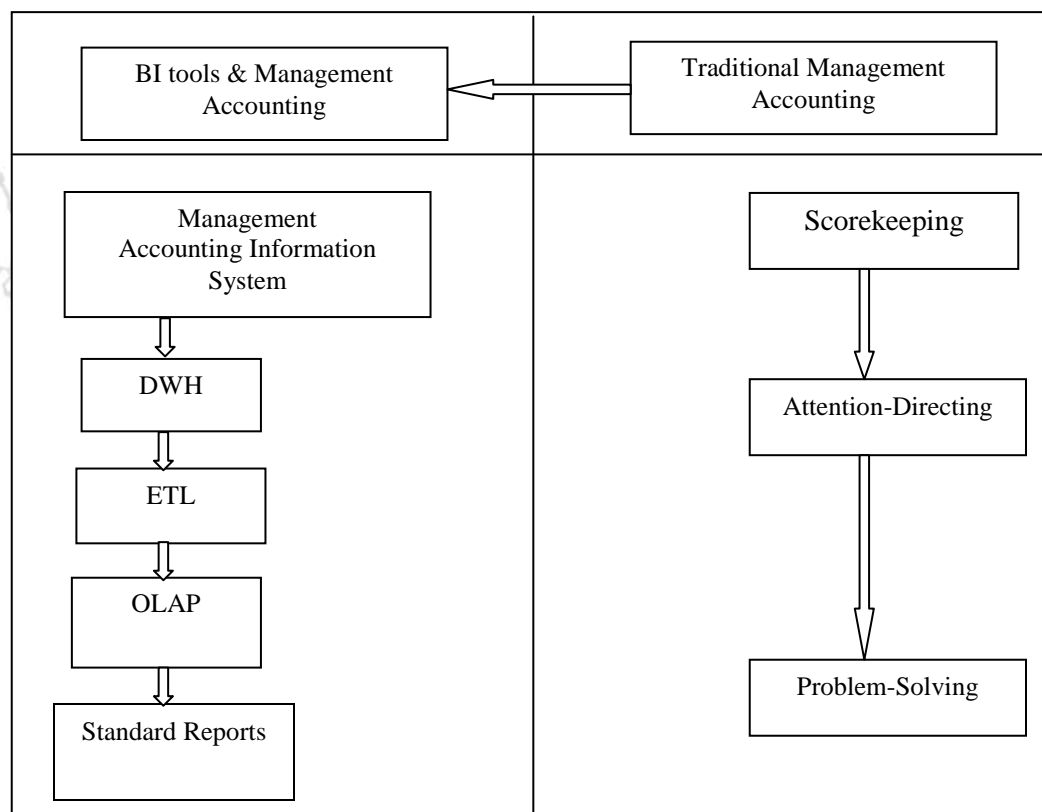 BI tools & Management
Accounting
Traditional Management
Accounting
Management
Accounting Information
System
DWH
ETL
OLAP
Standard Reports
Scorekeeping
Attention-Directing
Problem-Solving